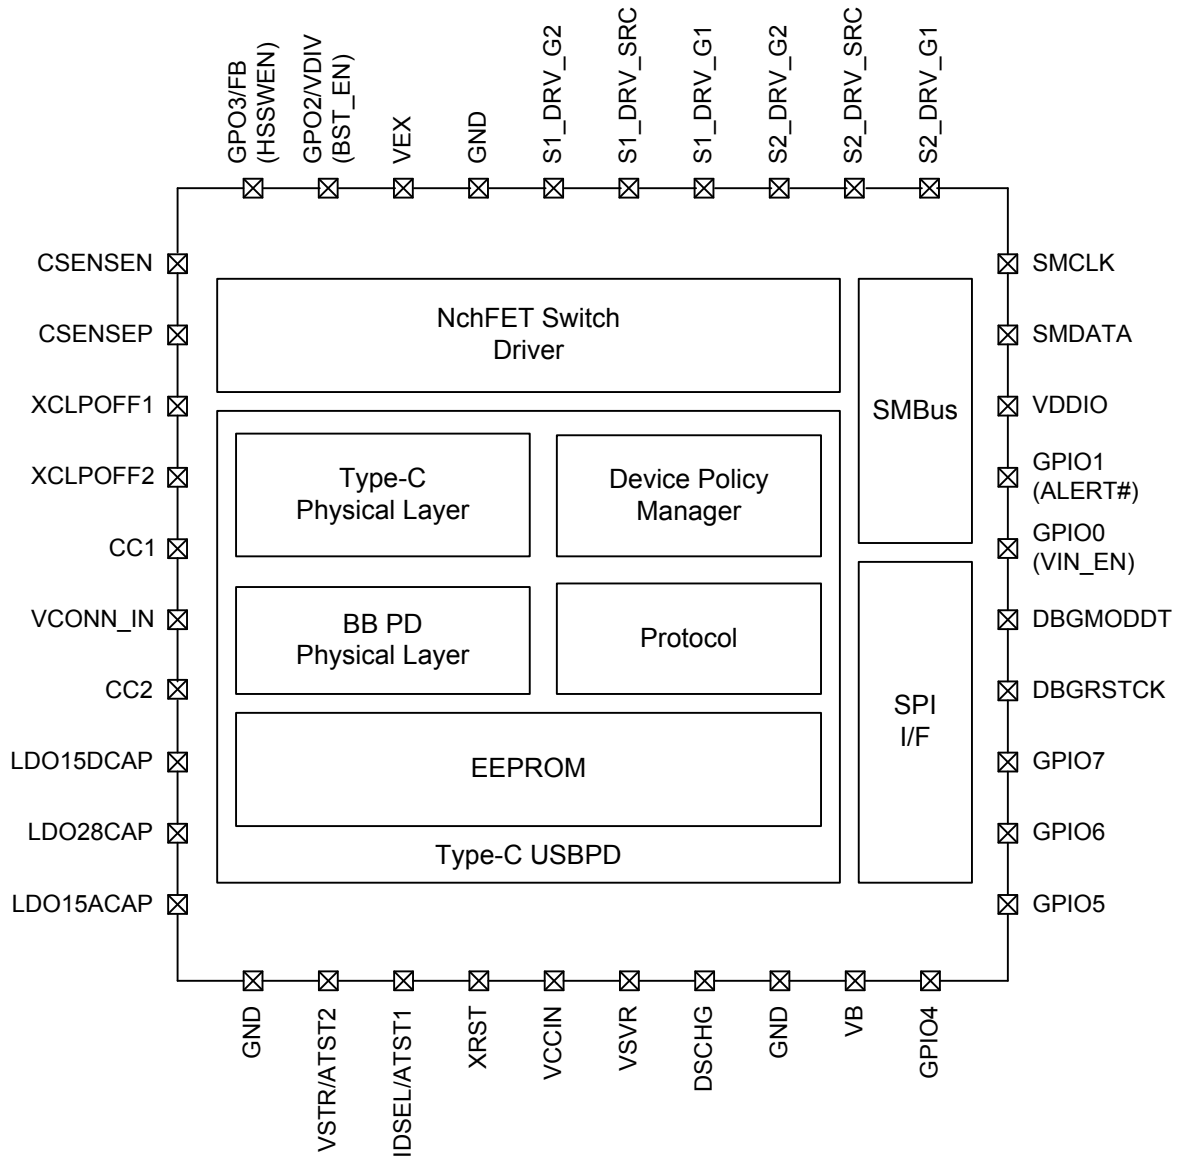 GPO3/FB
(HSSWEN)
GPO2/VDIV
(BST_EN)
VEX
GND
S1_DRV_G2
S1_DRV_SRC
S1_DRV_G1
S2_DRV_G2
S2_DRV_SRC
S2_DRV_G1
CSENSEN
CSENSEP
XCLPOFF1
XCLPOFF2
CC1
VCONN_IN
CC2
LDO15DCAP
LDO28CAP
LDO15ACAP
NchFET Switch
Driver
Type-C
Physical Layer
Device Policy
Manager
BB PD
Physical Layer
Protocol
EEPROM
Type-C USBPD
SMBus
SPI
I/F
SMCLK
SMDATA
VDDIO
GPIO1
(ALERT#)
GPIO0
(VIN_EN)
DBGMODDT
DBGRSTCK
GPIO7
GPIO6
GPIO5
GND
VSTR/ATST2
IDSEL/ATST1
XRST
VCCIN
VSVR
DSCHG
GND
VB
GPIO4